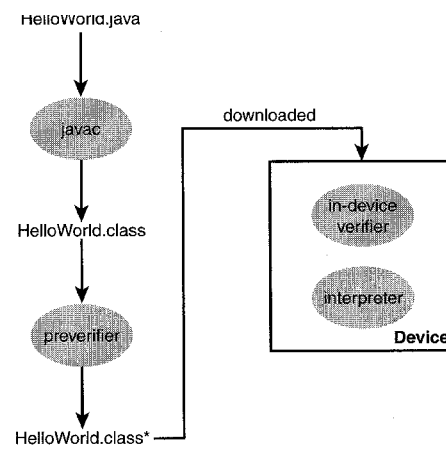 HelloWorld.java
javac
downloaded
in-device
verifier
HelloWorld.class
interpreter
preverifier
Device
HelloWorld.class*